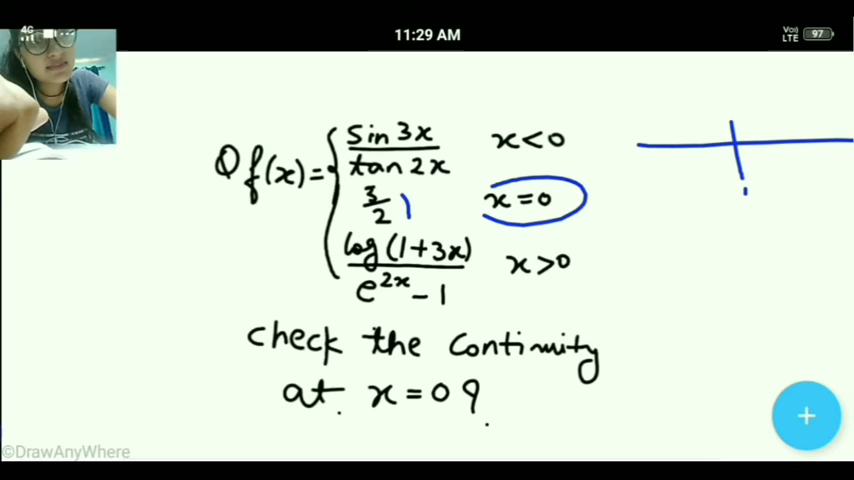 4G
11:29 AM
Vo))
LTE
97
Q f(x) = { sin 3x / tan 2x    x < 0
3/2 ,    x = 0
log (1 + 3x) / e^2x - 1    x > 0
check the continuity
at x = 0 ?
©DrawAnyWhere